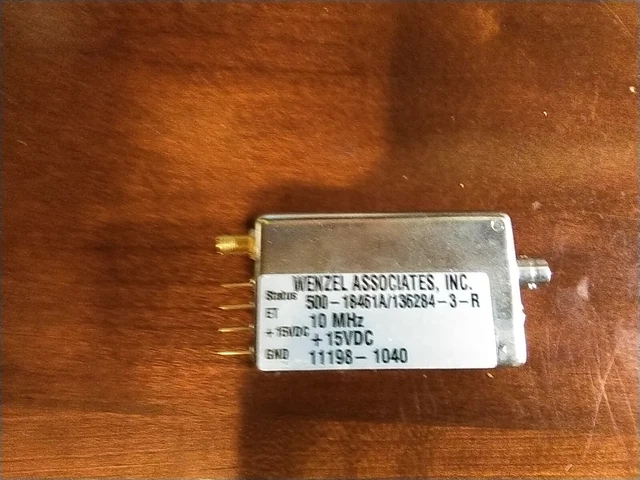 WENZEL ASSOCIATES, INC.
Status
500-18461A/136284-3-R
ET
10 MHz
+15VDC
+15VDC
GND
11198-1040